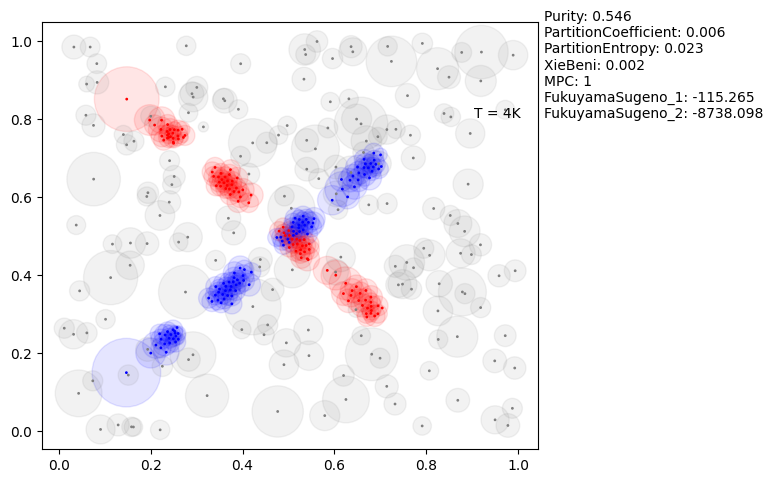 Purity: 0.546
PartitionCoefficient: 0.006
PartitionEntropy: 0.023
XieBeni: 0.002
MPC: 1
FukuyamaSugeno_1: -115.265
FukuyamaSugeno_2: -8738.098
T = 4K
1.0
0.8
0.6
0.4
0.2
0.0
0.0 0.2 0.4 0.6 0.8 1.0